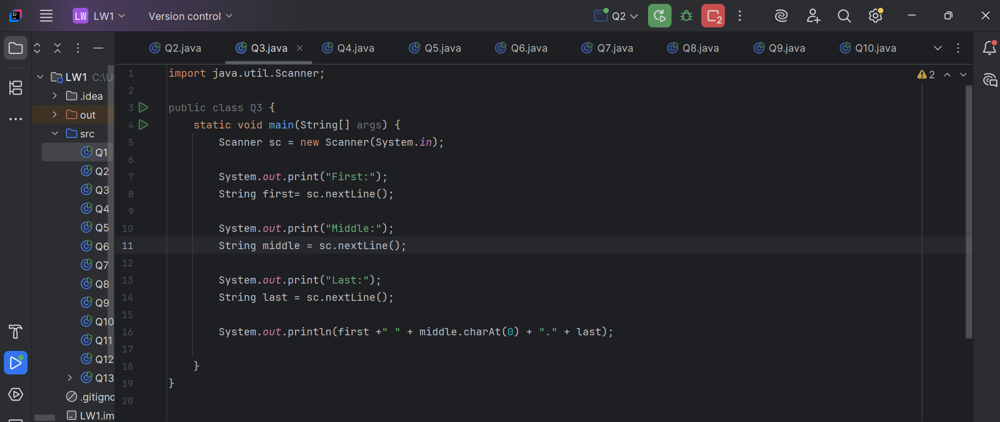 LW LW1 Version control Q2 2
Q2.java Q3.java Q4.java Q5.java Q6.java Q7.java Q8.java Q9.java Q10.java
LW1 C:\Us
.idea
out
src
Q1
Q2
Q3
Q4
Q5
Q6
Q7
Q8
Q9
Q10
Q11
Q12
Q13
.gitigno
LW1.im
2
1 import java.util.Scanner;
2
3 public class Q3 {
4 static void main(String[] args) {
5 Scanner sc = new Scanner(System.in);
6
7 System.out.print("First:");
8 String first= sc.nextLine();
9
10 System.out.print("Middle:");
11 String middle = sc.nextLine();
12
13 System.out.print("Last:");
14 String last = sc.nextLine();
15
16 System.out.println(first +" " + middle.charAt(0) + "." + last);
17
18 }
19 }
20